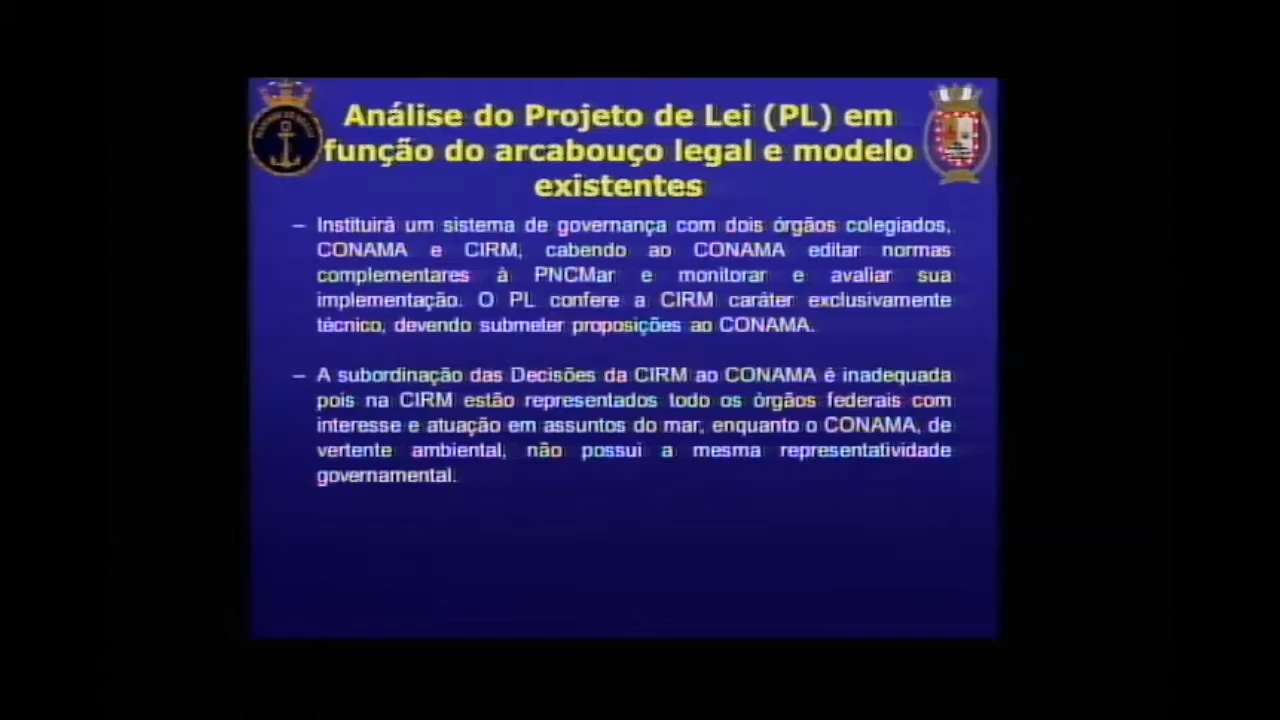 Análise do Projeto de Lei (PL) em
função do arcabouço legal e modelo
existentes
– Instituirá um sistema de governança com dois órgãos colegiados,
CONAMA e CIRM, cabendo ao CONAMA editar normas
complementares à PNCMar e monitorar e avaliar sua
implementação. O PL confere a CIRM caráter exclusivamente
técnico, devendo submeter proposições ao CONAMA.
– A subordinação das Decisões da CIRM ao CONAMA é inadequada
pois na CIRM estão representados todo os órgãos federais com
interesse e atuação em assuntos do mar, enquanto o CONAMA, de
vertente ambiental, não possui a mesma representatividade
governamental.